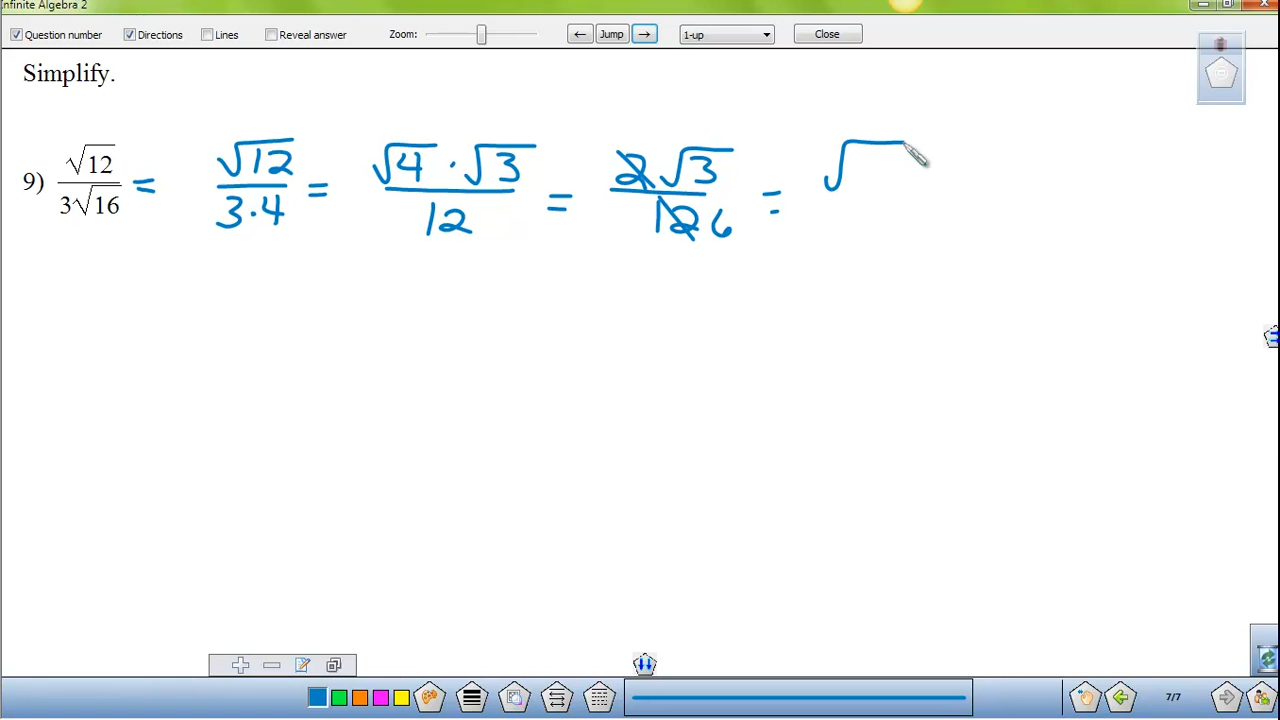 Infinite Algebra 2
Question number Directions Lines Reveal answer Zoom: ← Jump → 1-up Close
Simplify.
9) √12 / 3√16 = √12 / 3·4 = √4 · √3 / 12 = 2√3 / 12 6 = √
7/7